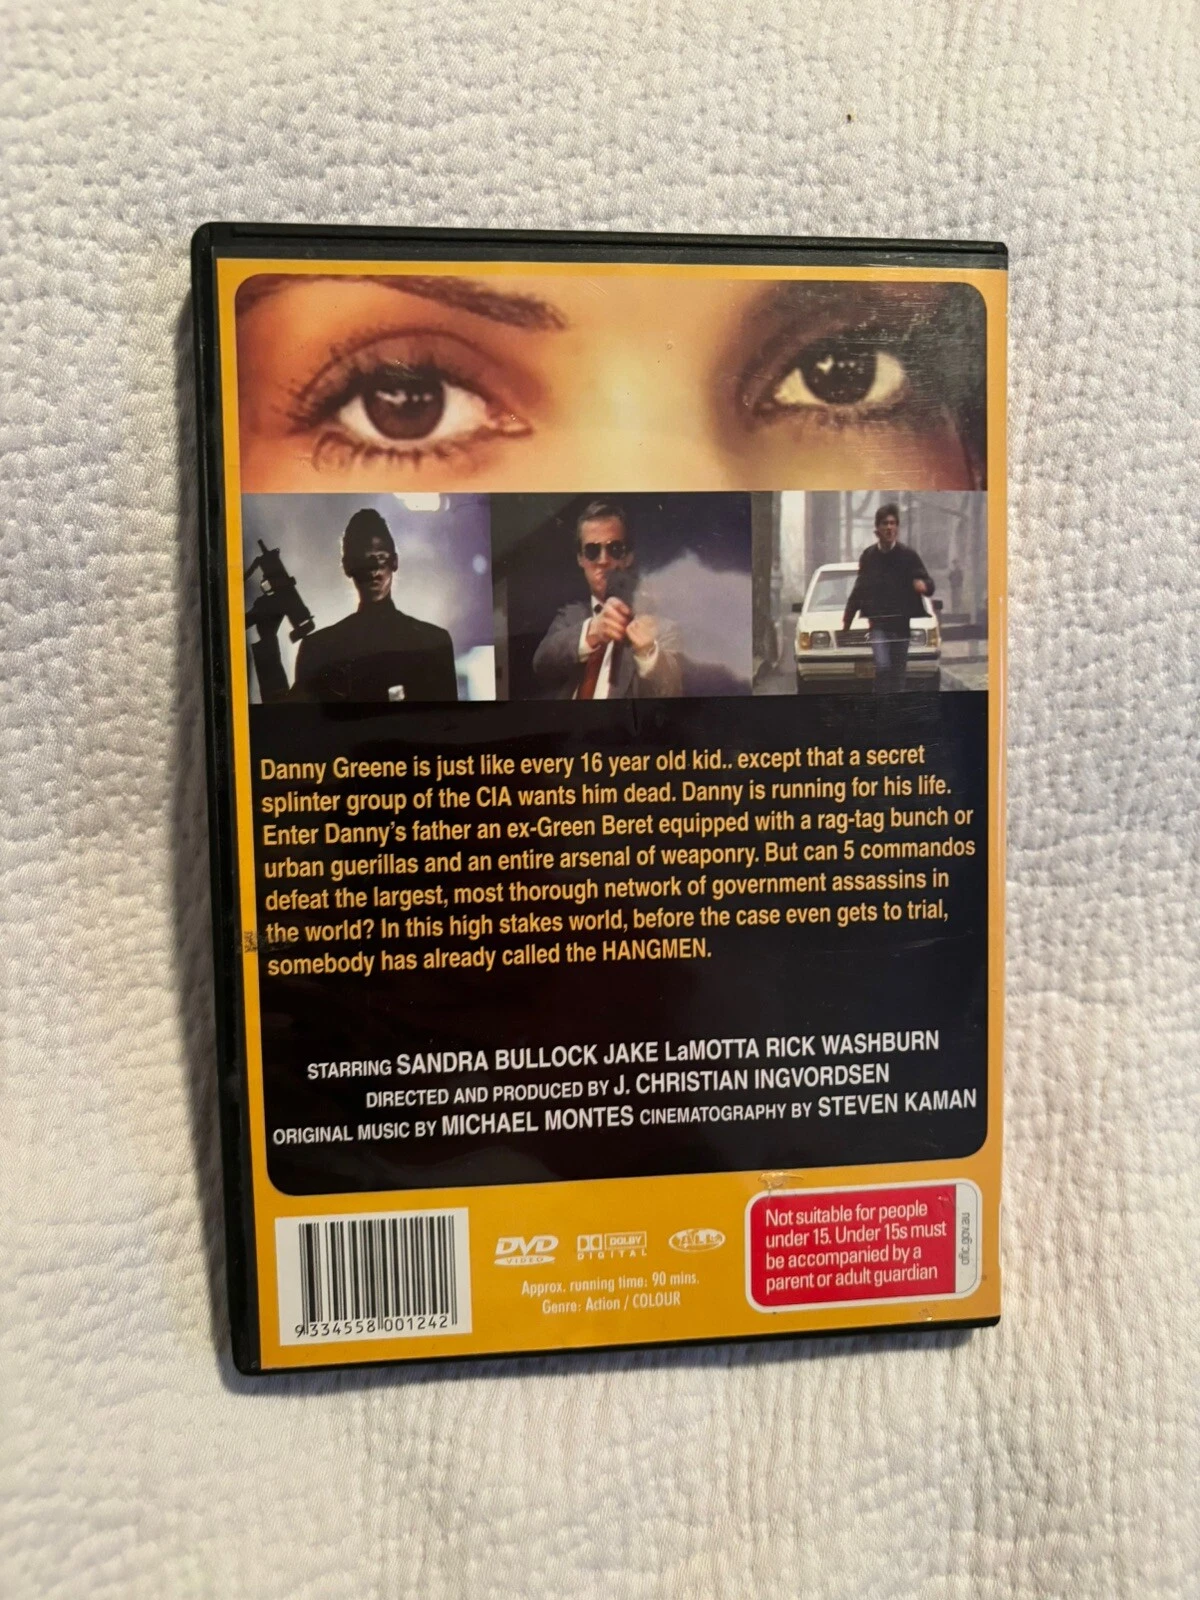 Danny Greene is just like every 16 year old kid.. except that a secret
splinter group of the CIA wants him dead. Danny is running for his life.
Enter Danny's father an ex-Green Beret equipped with a rag-tag bunch or
urban guerillas and an entire arsenal of weaponry. But can 5 commandos
defeat the largest, most thorough network of government assassins in
the world? In this high stakes world, before the case even gets to trial,
somebody has already called the HANGMEN.
STARRING SANDRA BULLOCK JAKE LaMOTTA RICK WASHBURN
DIRECTED AND PRODUCED BY J. CHRISTIAN INGVORDSEN
ORIGINAL MUSIC BY MICHAEL MONTES CINEMATOGRAPHY BY STEVEN KAMAN
9 334558 001242
DVD
VIDEO
DOLBY
DIGITAL
ALL
Approx. running time: 90 mins.
Genre: Action / COLOUR
Not suitable for people
under 15. Under 15s must
be accompanied by a
parent or adult guardian
oflc.gov.au